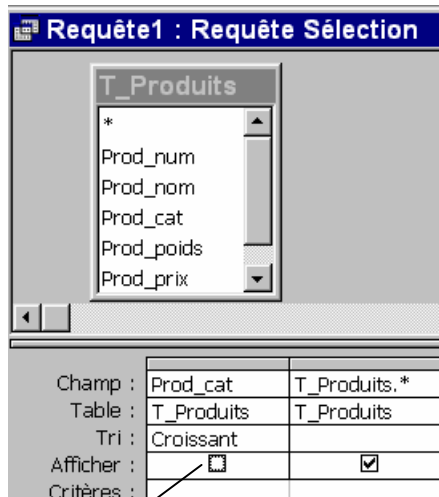 Requête1 : Requête Sélection
T_Produits
*
Prod_num
Prod_nom
Prod_cat
Prod_poids
Prod_prix
Champ : Prod_cat T_Produits.*
Table : T_Produits T_Produits
Tri : Croissant
Afficher :
Critères :